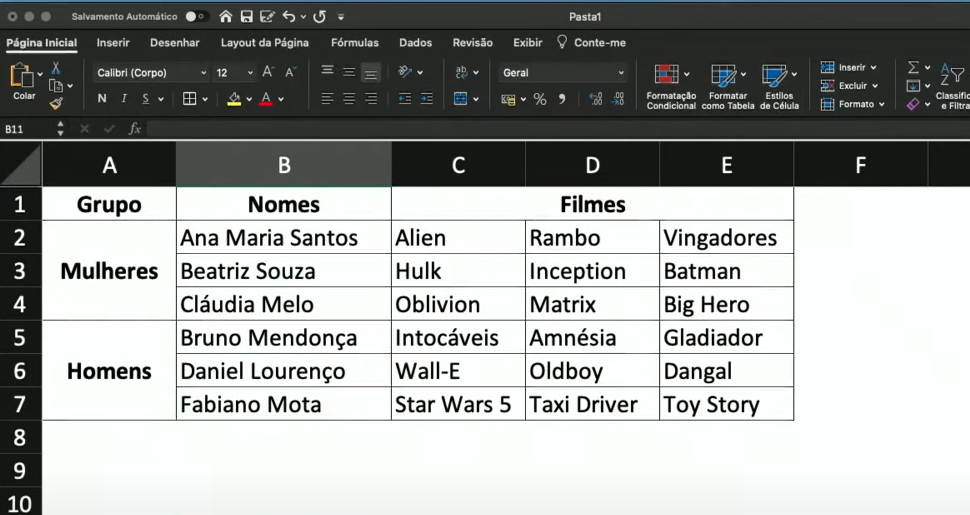 Salvamento Automático
Pasta1
Página Inicial Inserir Desenhar Layout da Página Fórmulas Dados Revisão Exibir Conte-me
Colar
Calibri (Corpo) 12 A A
N I S A
ab
Geral
% 
Formatação Condicional
Formatar como Tabela
Estilos de Célula
Inserir
Excluir
Formato
Classific
e Filtra
B11 fx
A B C D E F
1 Grupo Nomes Filmes
2 Ana Maria Santos Alien Rambo Vingadores
3 Mulheres Beatriz Souza Hulk Inception Batman
4 Cláudia Melo Oblivion Matrix Big Hero
5 Bruno Mendonça Intocáveis Amnésia Gladiador
6 Homens Daniel Lourenço Wall-E Oldboy Dangal
7 Fabiano Mota Star Wars 5 Taxi Driver Toy Story
8
9
10